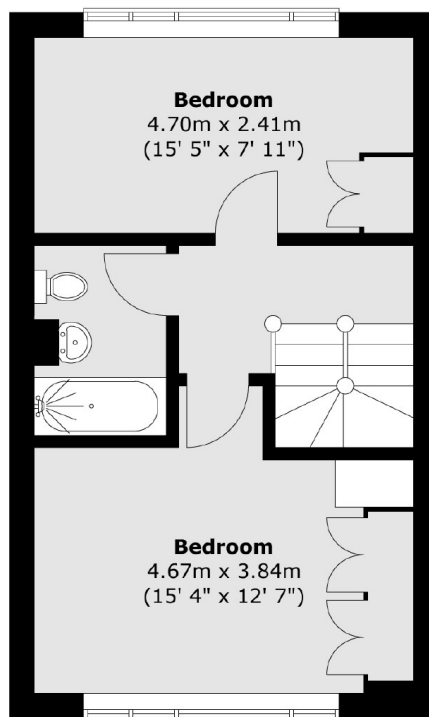 Bedroom
4.70m x 2.41m
(15' 5" x 7' 11")
Bedroom
4.67m x 3.84m
(15' 4" x 12' 7")